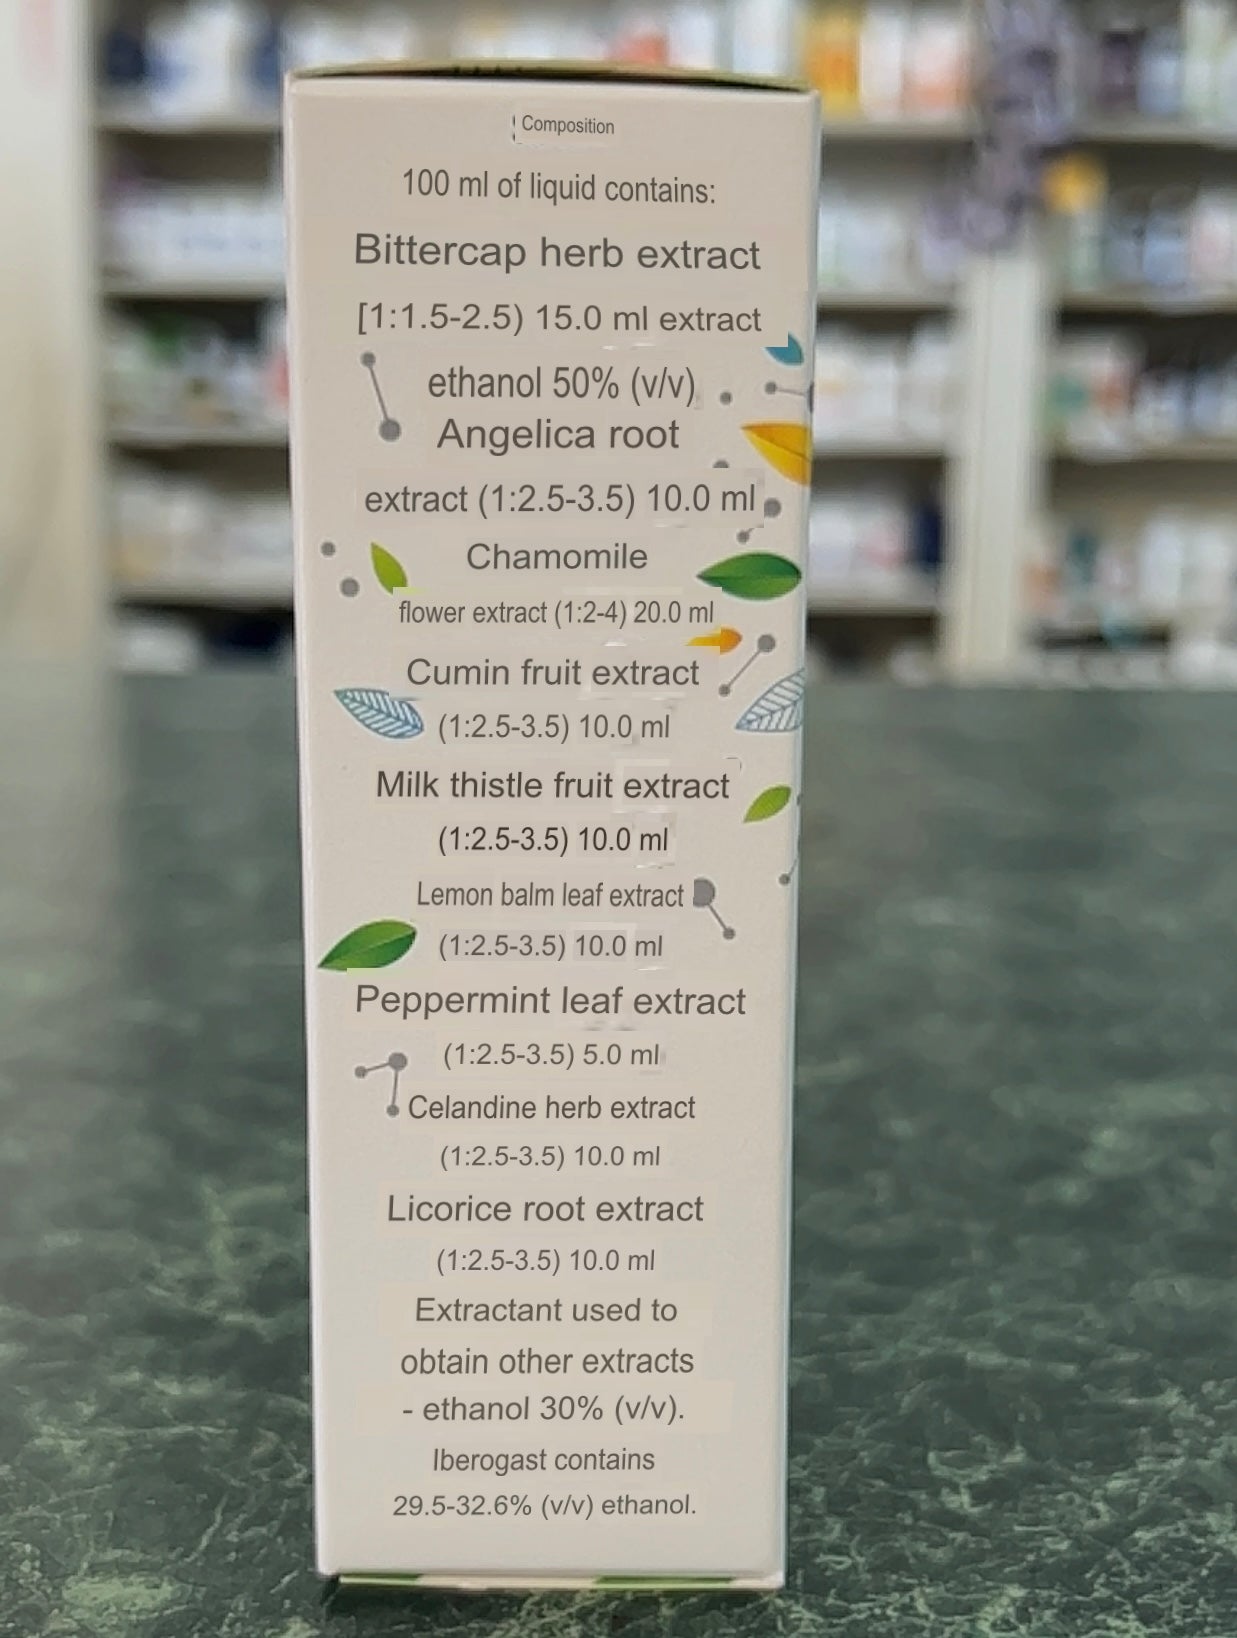 Composition
100 ml of liquid contains:
Bittercap herb extract
[1:1.5-2.5) 15.0 ml extract
ethanol 50% (v/v)
Angelica root
extract (1:2.5-3.5) 10.0 ml
Chamomile
flower extract (1:2-4) 20.0 ml
Cumin fruit extract
(1:2.5-3.5) 10.0 ml
Milk thistle fruit extract
(1:2.5-3.5) 10.0 ml
Lemon balm leaf extract
(1:2.5-3.5) 10.0 ml
Peppermint leaf extract
(1:2.5-3.5) 5.0 ml
Celandine herb extract
(1:2.5-3.5) 10.0 ml
Licorice root extract
(1:2.5-3.5) 10.0 ml
Extractant used to
obtain other extracts
- ethanol 30% (v/v).
Iberogast contains
29.5-32.6% (v/v) ethanol.